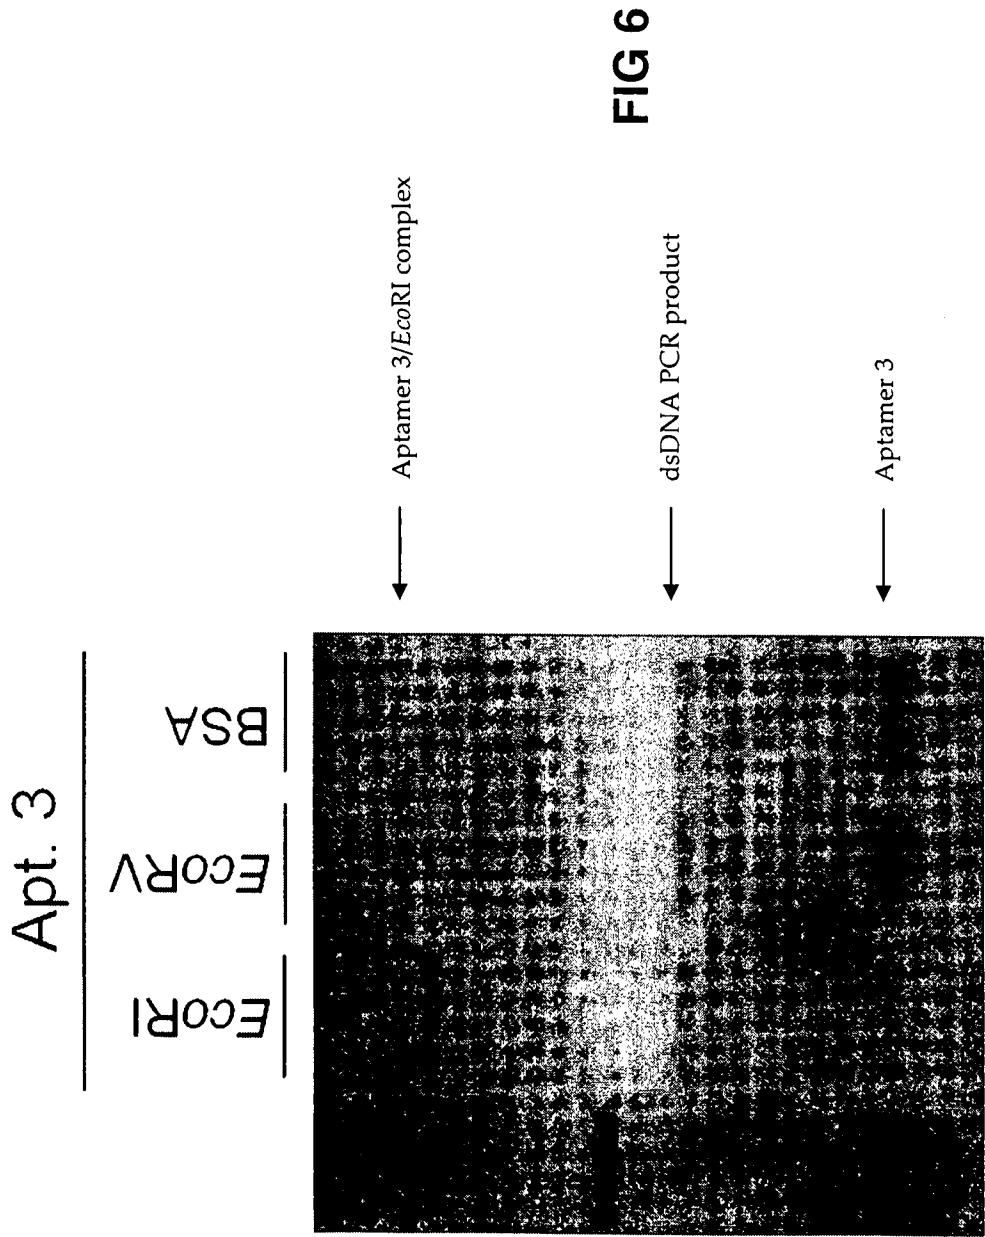 Apt. 3
EcoRI
EcoRV
BSA
Aptamer 3/EcoRI complex
dsDNA PCR product
Aptamer 3
FIG 6